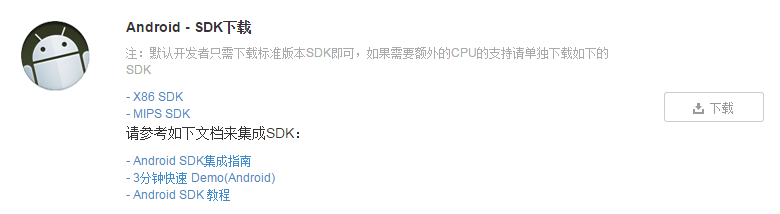 Android - SDK下载
注：默认开发者只需下载标准版本SDK即可，如果需要额外的CPU的支持请单独下载如下的
SDK
- X86 SDK
- MIPS SDK
下载
请参考如下文档来集成SDK：
- Android SDK集成指南
- 3分钟快速 Demo(Android)
- Android SDK 教程